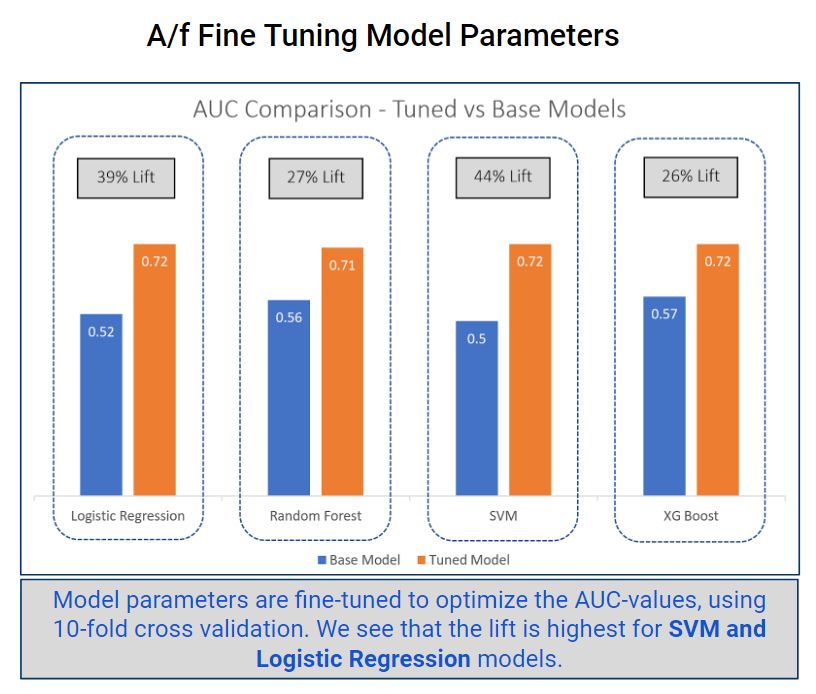 A/f Fine Tuning Model Parameters
AUC Comparison - Tuned vs Base Models
39% Lift
27% Lift
44% Lift
26% Lift
0.52
0.72
0.56
0.71
0.5
0.72
0.57
0.72
Logistic Regression
Random Forest
SVM
XG Boost
Base Model
Tuned Model
Model parameters are fine-tuned to optimize the AUC-values, using
10-fold cross validation. We see that the lift is highest for SVM and
Logistic Regression models.